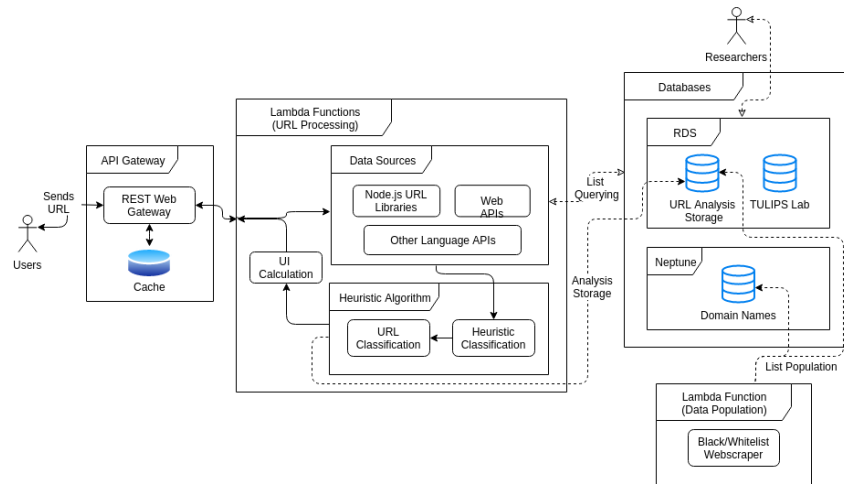 Researchers
Databases
Lambda Functions
(URL Processing)
RDS
API Gateway
Data Sources
Sends
URL
REST Web
Gateway
Node.js URL
Libraries
Web
APIs
List
Querying
URL Analysis
Storage
TULIPS Lab
Other Language APIs
Users
UI
Calculation
Cache
Neptune
Analysis
Storage
Heuristic Algorithm
Domain Names
URL
Classification
Heuristic
Classification
List Population
Lambda Function
(Data Population)
Black/Whitelist
Webscraper